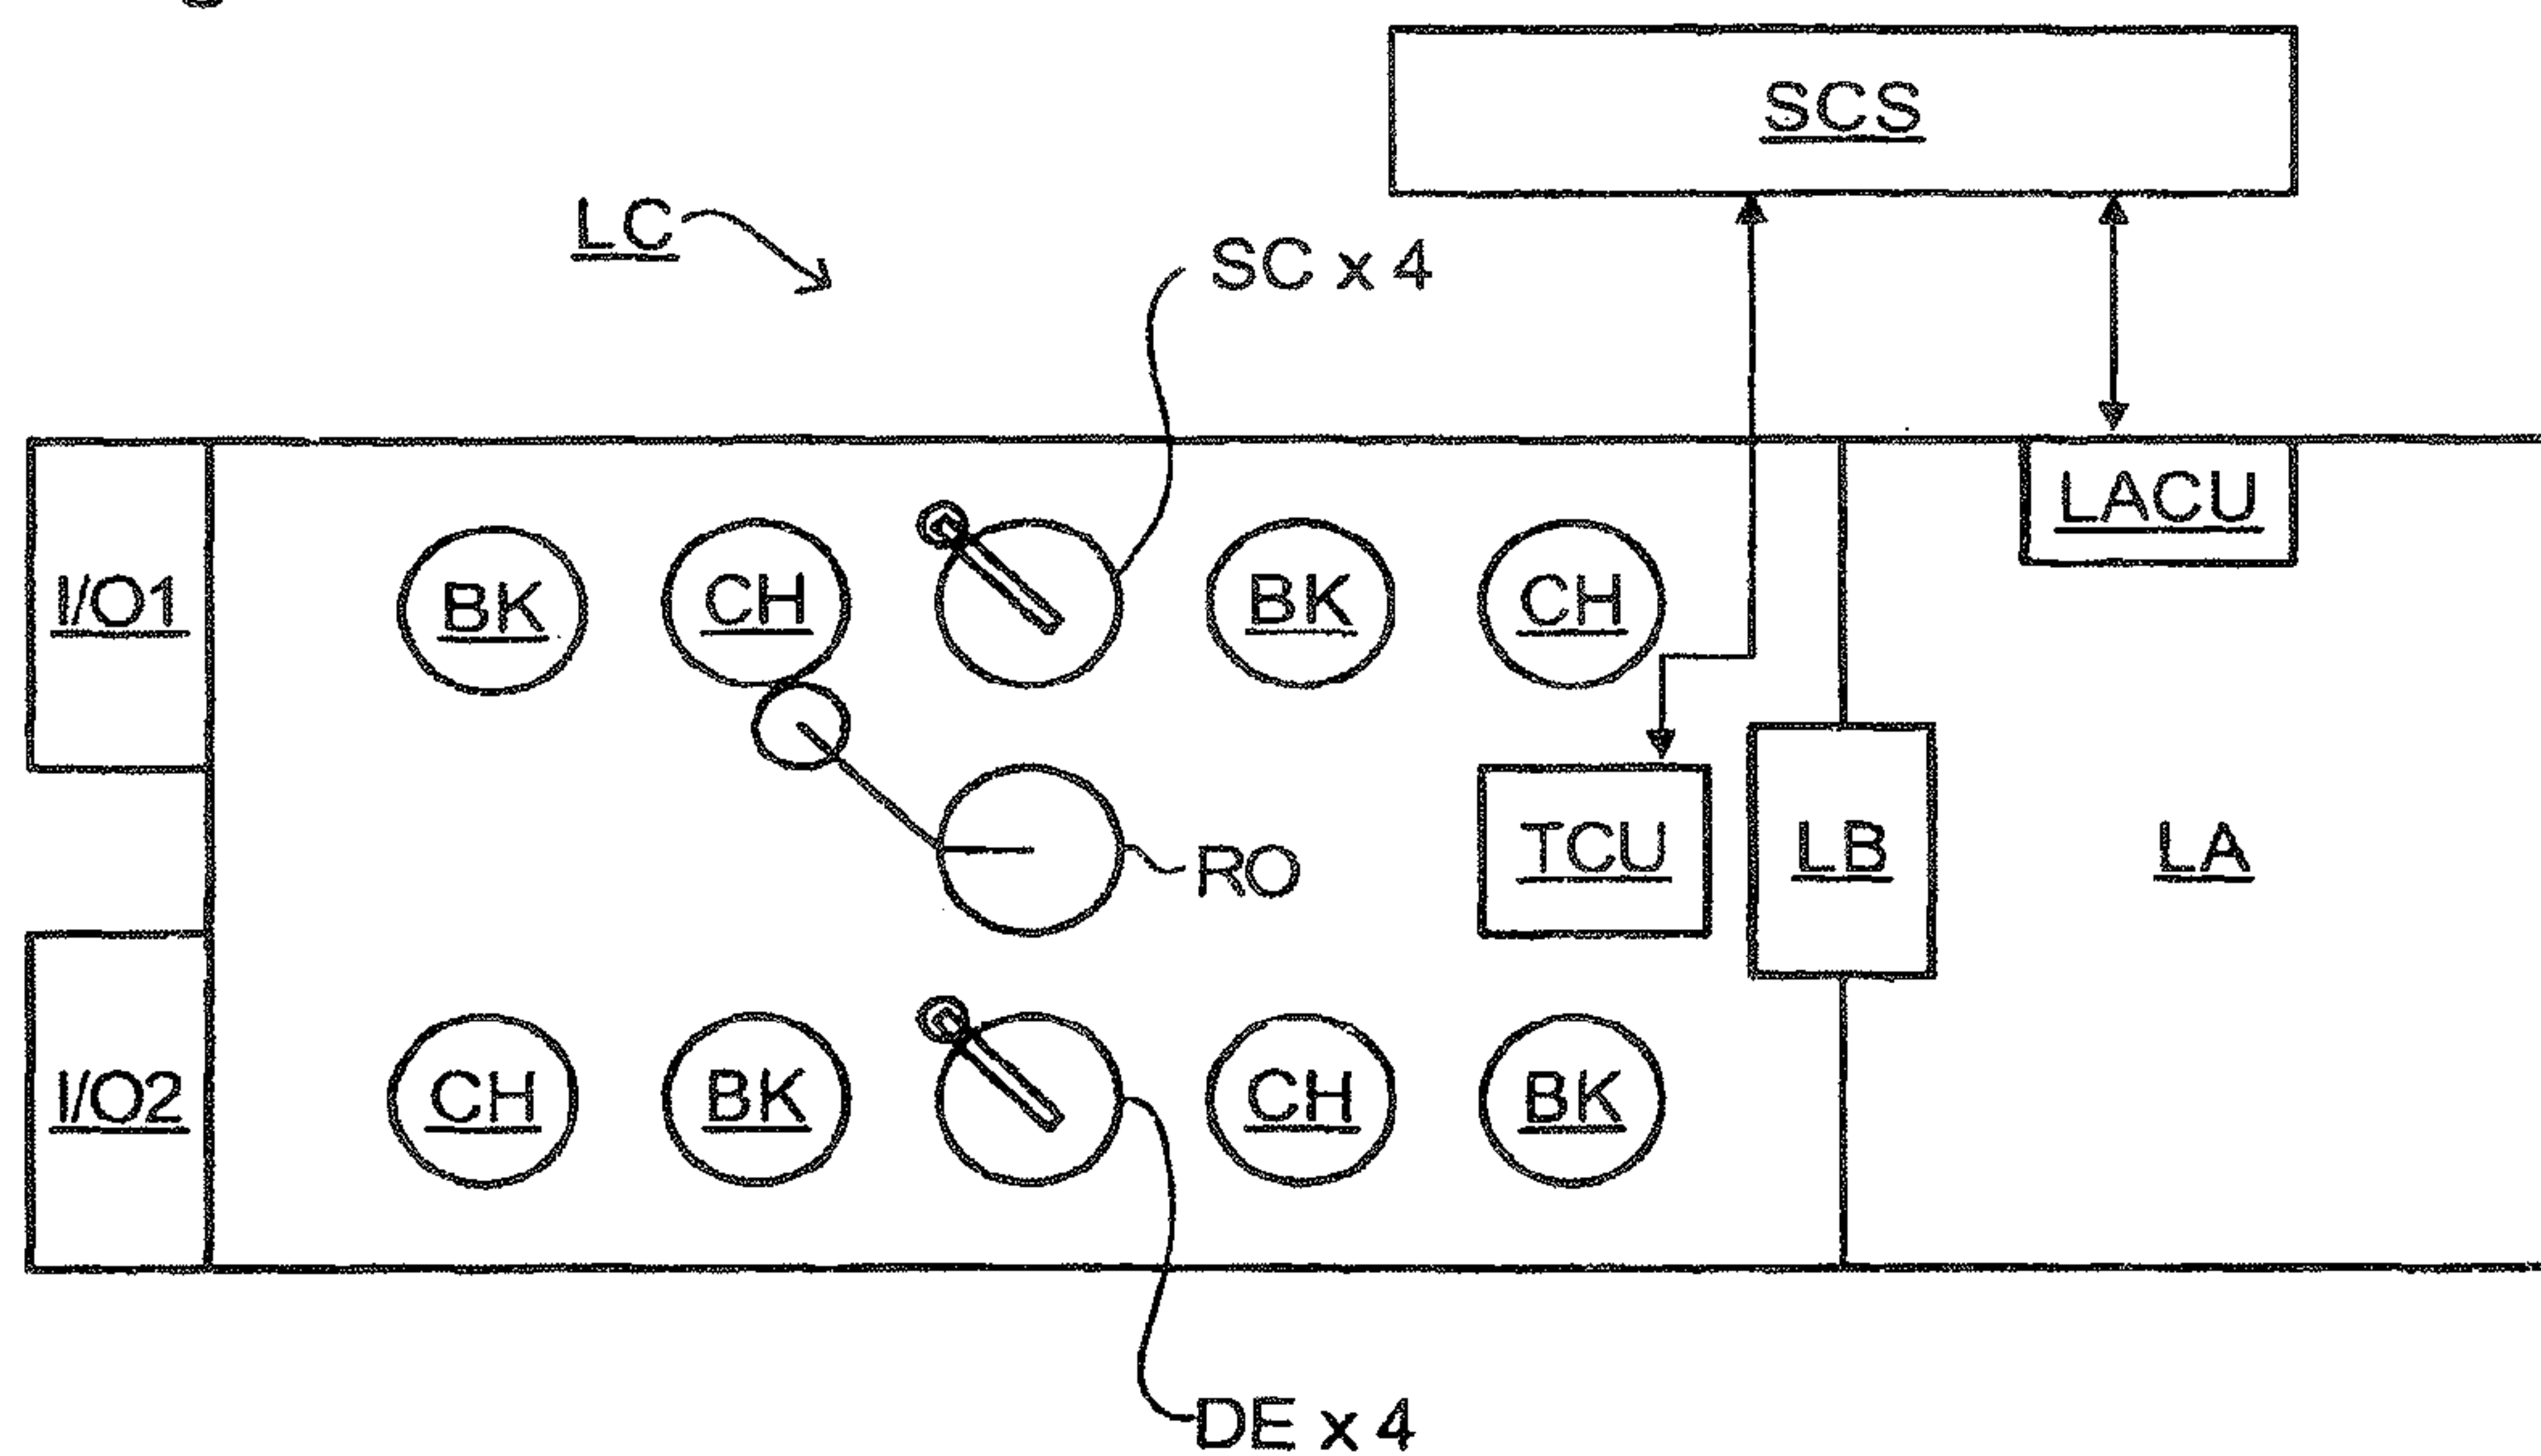 SCS
LC
SC x 4
LACU
I/O1
BK
CH
BK
CH
TCU
LB
LA
RO
I/O2
CH
BK
CH
BK
DE x 4